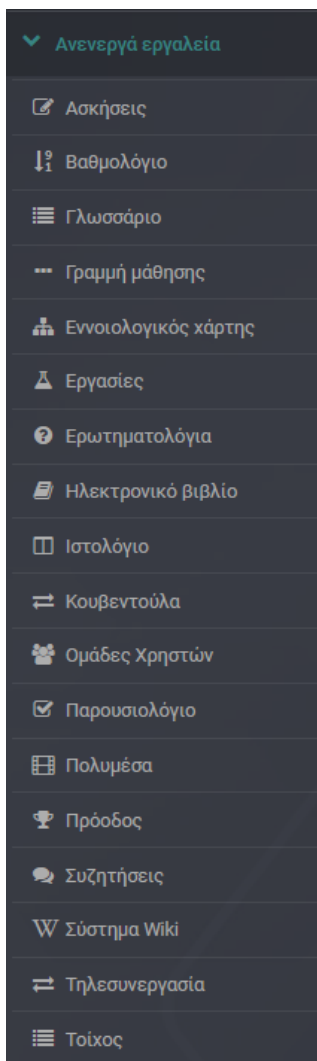 Ανενεργά εργαλεία
Ασκήσεις
Βαθμολόγιο
Γλωσσάριο
Γραμμή μάθησης
Εννοιολογικός χάρτης
Εργασίες
Ερωτηματολόγια
Ηλεκτρονικό βιβλίο
Ιστολόγιο
Κουβεντούλα
Ομάδες Χρηστών
Παρουσιολόγιο
Πολυμέσα
Πρόοδος
Συζητήσεις
Σύστημα Wiki
Τηλεσυνεργασία
Τοίχος